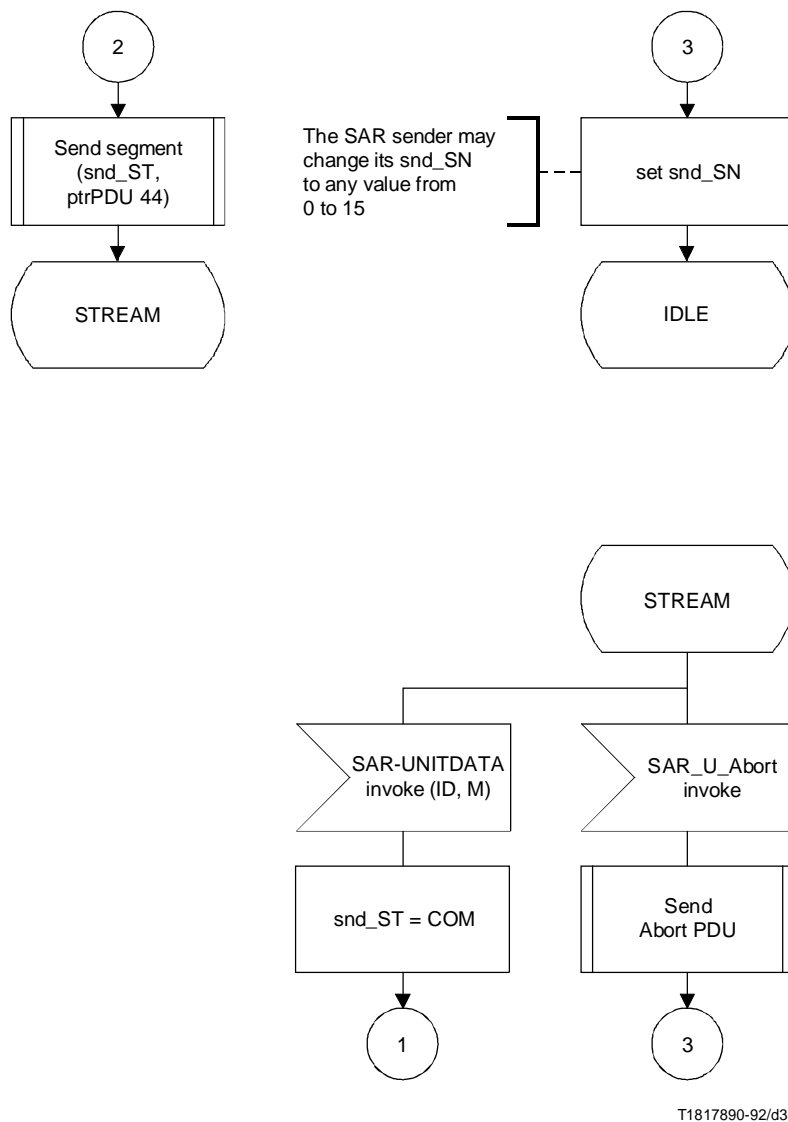 2
3
Send segment
(snd_ST,
ptrPDU 44)
The SAR sender may
change its snd_SN
to any value from
0 to 15
set snd_SN
STREAM
IDLE
STREAM
SAR-UNITDATA
invoke (ID, M)
SAR_U_Abort
invoke
snd_ST = COM
Send
Abort PDU
1
3
T1817890-92/d3